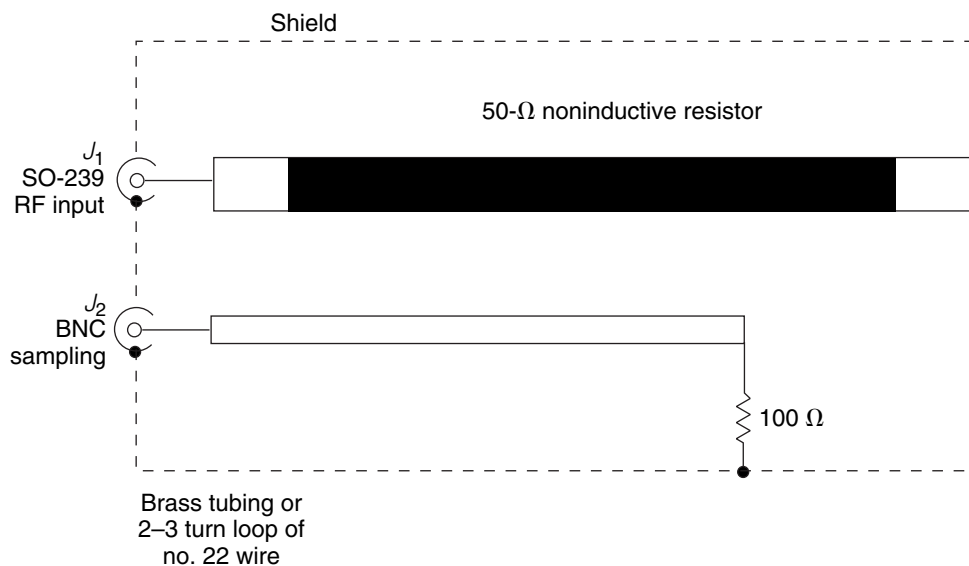 Shield
50-Ω noninductive resistor
J1
SO-239
RF input
J2
BNC
sampling
100 Ω
Brass tubing or
2–3 turn loop of
no. 22 wire